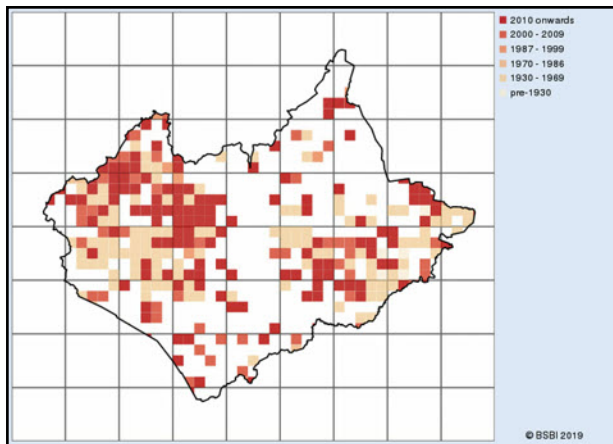 2010 onwards
2000 - 2009
1987 - 1999
1970 - 1986
1930 - 1969
pre-1930
© BSBI 2019